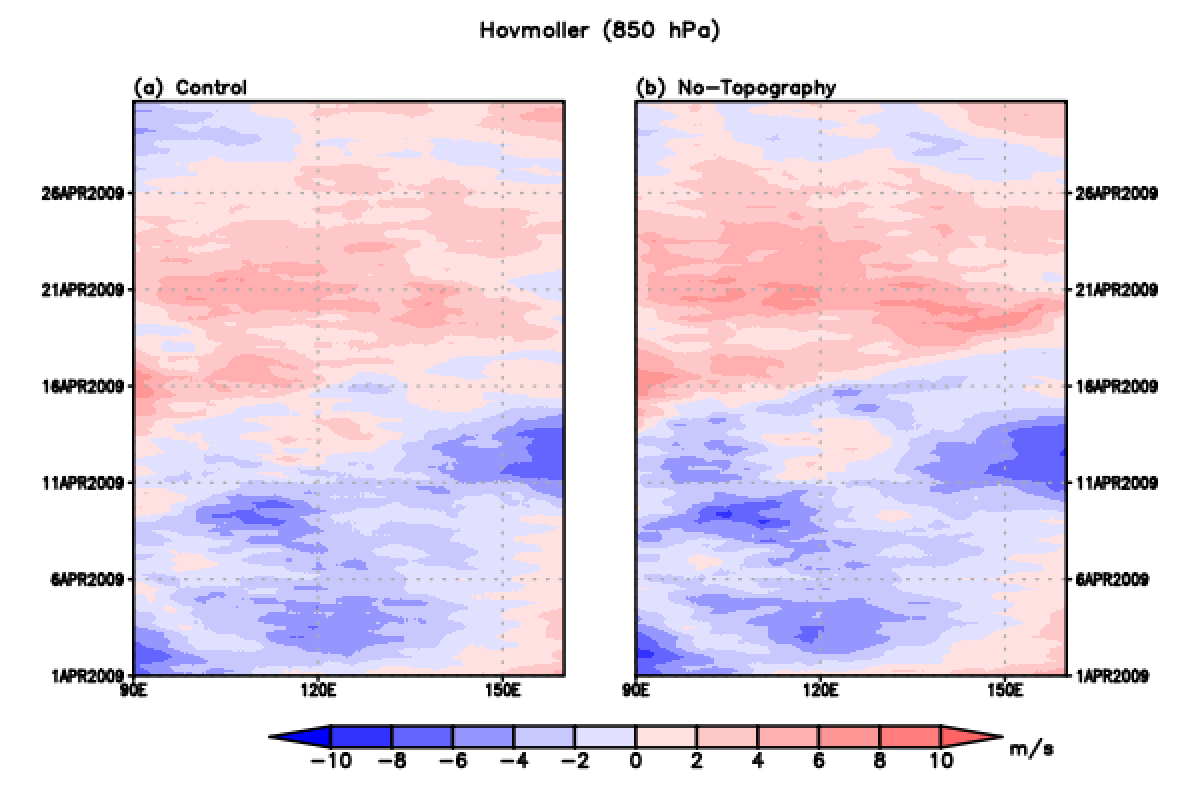 Hovmoller (850 hPa)
(a) Control
(b) No-Topography
26APR2009
26APR2009
21APR2009
21APR2009
16APR2009
16APR2009
11APR2009
11APR2009
6APR2009
6APR2009
1APR2009
1APR2009
90E 120E 150E
90E 120E 150E
-10 -8 -6 -4 -2 0 2 4 6 8 10 m/s